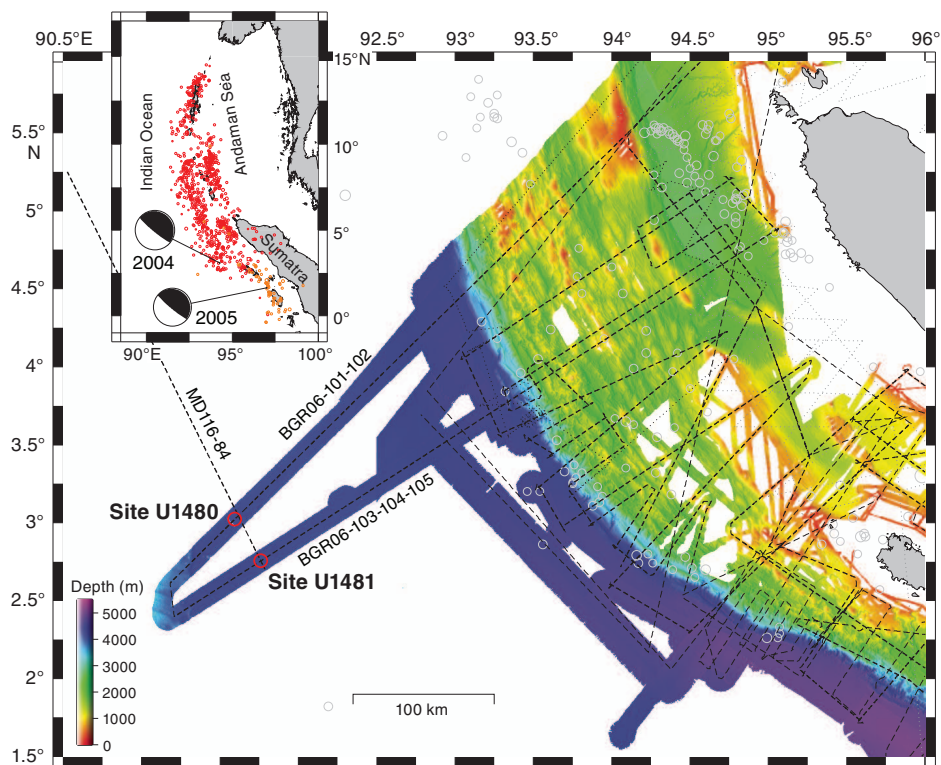 90.5°E
92.5°
93°
93.5°
94°
94.5°
95°
95.5°
96°
5.5°
N
5°
4.5°
4°
3.5°
3°
2.5°
2°
1.5°
15°N
10°
5°
0°
90°E
95°
100°
Indian Ocean
Andaman Sea
Sumatra
2004
2005
MD116-84
BGR06-101-102
BGR06-103-104-105
Site U1480
Site U1481
Depth (m)
5000
4000
3000
2000
1000
0
100 km